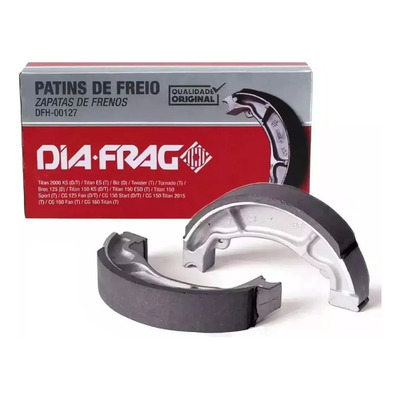 PATINS DE FREIO
ZAPATAS DE FRENOS
DFH-00127
QUALIDADE
ORIGINAL
DIA-FRAG
Titan 2000 KS (D/T) / Titan ES (T) / Biz (D) / Twister (T) / Tornado (T) /
Bros 125 (D) / Titan 150 KS (D/T) / Titan 150 ESD (T) / Titan 150
Sport (T) / CG 125 Fan (D/T) / CG 150 Start (D/T) / CG 150 Titan 2015
(T) / CG 160 Fan (T) / CG 160 Titan (T)